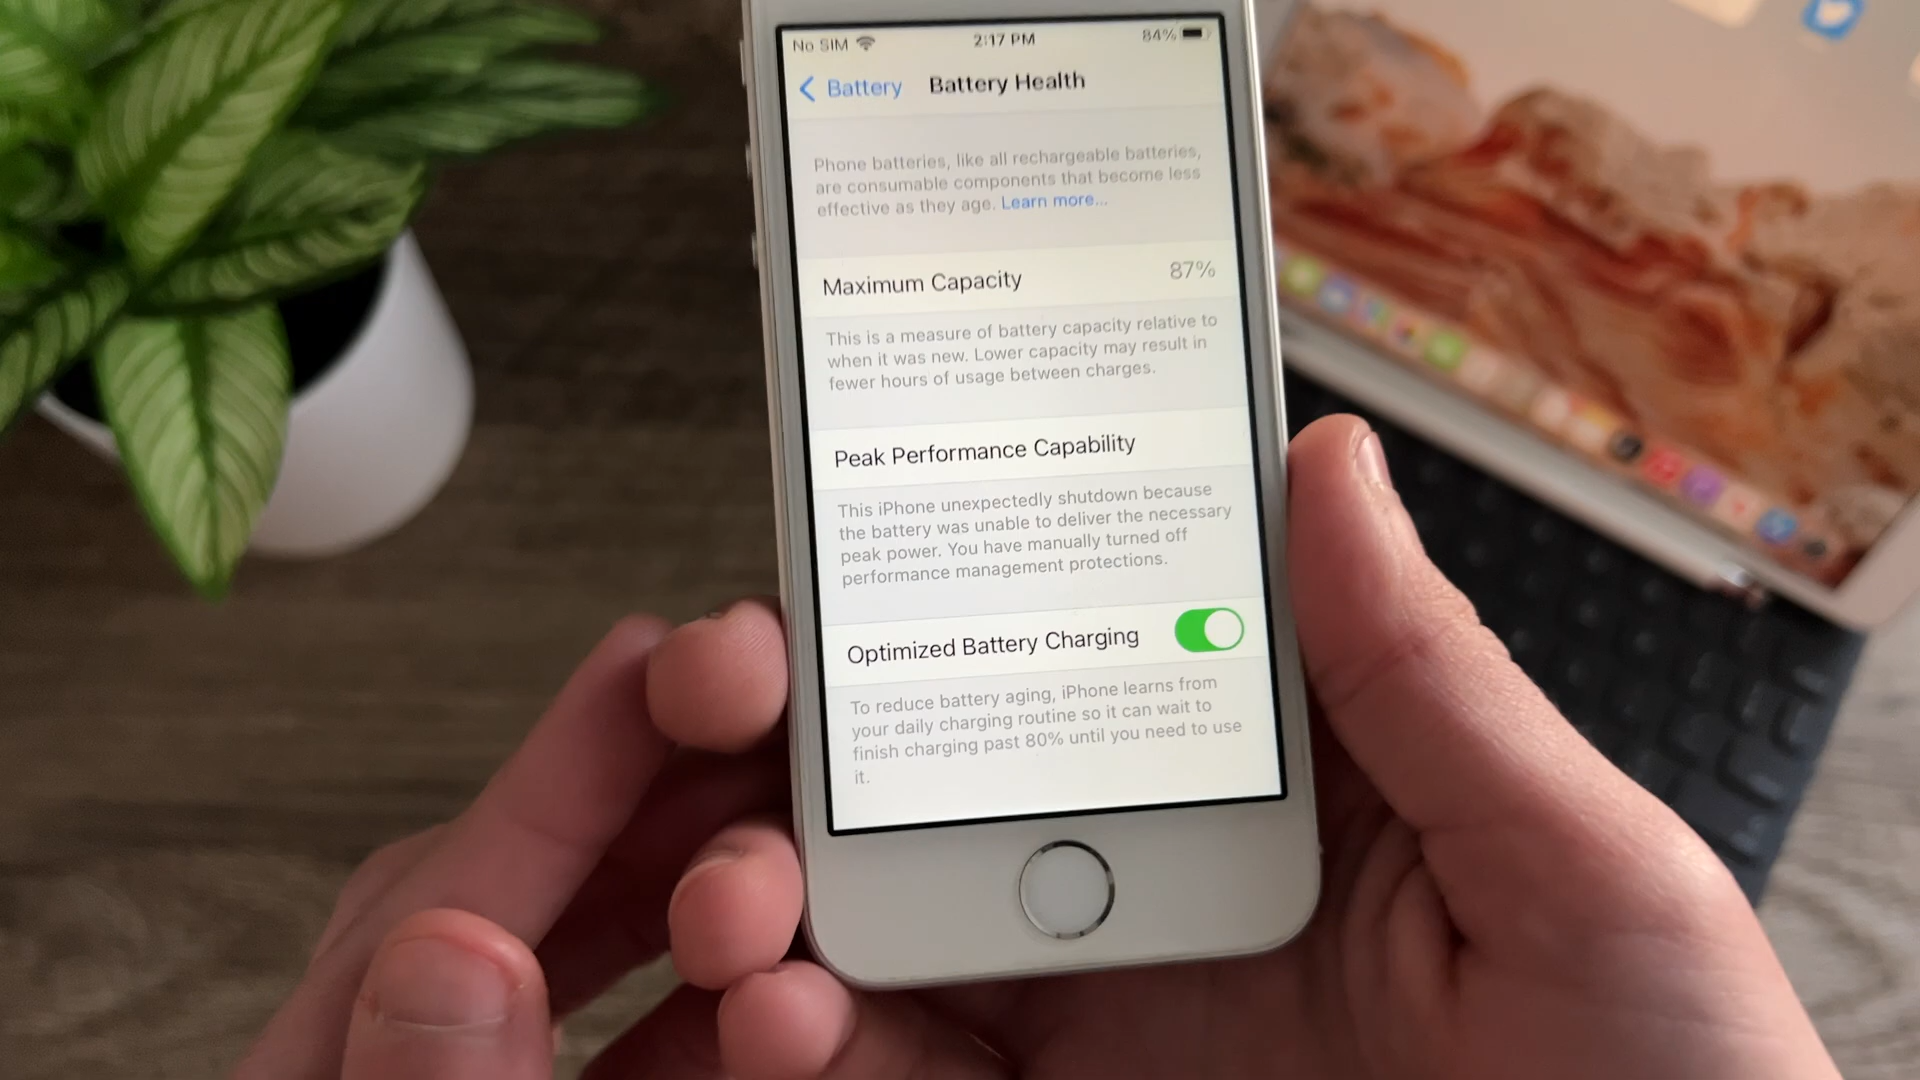 No SIM 2:17 PM 84%
Battery Battery Health
Phone batteries, like all rechargeable batteries,
are consumable components that become less
effective as they age. Learn more...
Maximum Capacity 87%
This is a measure of battery capacity relative to
when it was new. Lower capacity may result in
fewer hours of usage between charges.
Peak Performance Capability
This iPhone unexpectedly shutdown because
the battery was unable to deliver the necessary
peak power. You have manually turned off
performance management protections.
Optimized Battery Charging
To reduce battery aging, iPhone learns from
your daily charging routine so it can wait to
finish charging past 80% until you need to use
it.